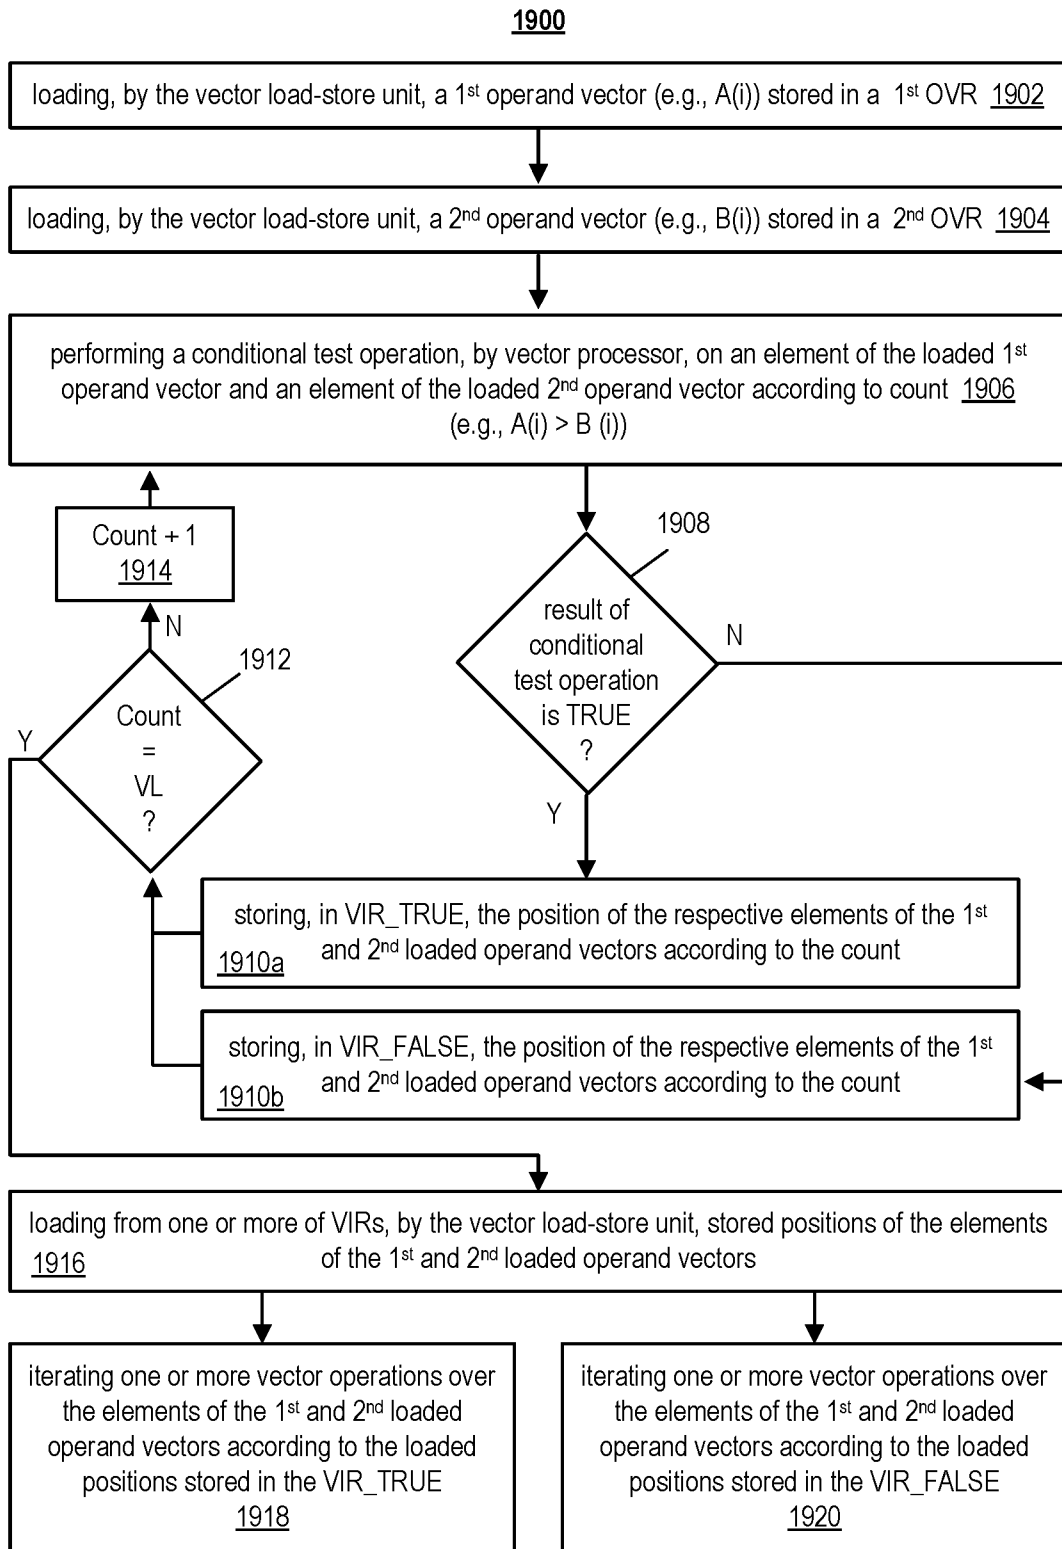 1900
loading, by the vector load-store unit, a 1st operand vector (e.g., A(i)) stored in a 1st OVR 1902
loading, by the vector load-store unit, a 2nd operand vector (e.g., B(i)) stored in a 2nd OVR 1904
performing a conditional test operation, by vector processor, on an element of the loaded 1st
operand vector and an element of the loaded 2nd operand vector according to count 1906
(e.g., A(i) > B (i))
Count + 1
1914
1908
result of
conditional
test operation
is TRUE
?
N
Y
N
1912
Count
=
VL
?
Y
storing, in VIR_TRUE, the position of the respective elements of the 1st
and 2nd loaded operand vectors according to the count
1910a
storing, in VIR_FALSE, the position of the respective elements of the 1st
and 2nd loaded operand vectors according to the count
1910b
loading from one or more of VIRs, by the vector load-store unit, stored positions of the elements
of the 1st and 2nd loaded operand vectors
1916
iterating one or more vector operations over
the elements of the 1st and 2nd loaded
operand vectors according to the loaded
positions stored in the VIR_TRUE
1918
iterating one or more vector operations over
the elements of the 1st and 2nd loaded
operand vectors according to the loaded
positions stored in the VIR_FALSE
1920